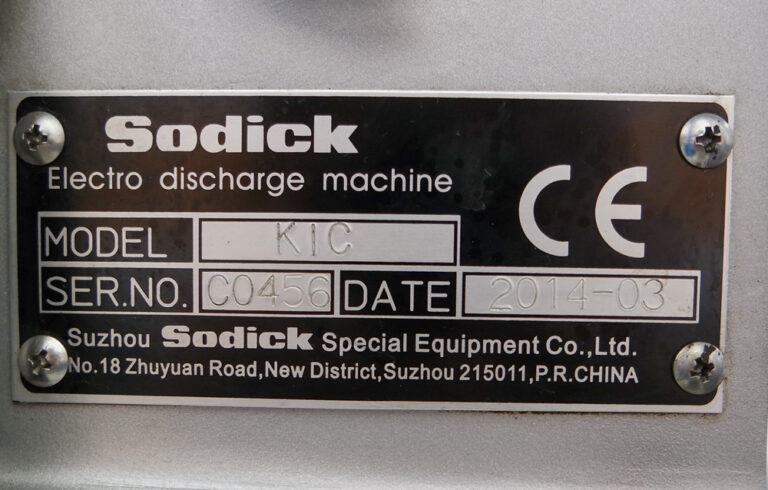 Sodick
Electro discharge machine
CE
MODEL KIC
SER.NO. C0456 DATE 2014-03
Suzhou Sodick Special Equipment Co.,Ltd.
No.18 Zhuyuan Road,New District,Suzhou 215011,P.R.CHINA